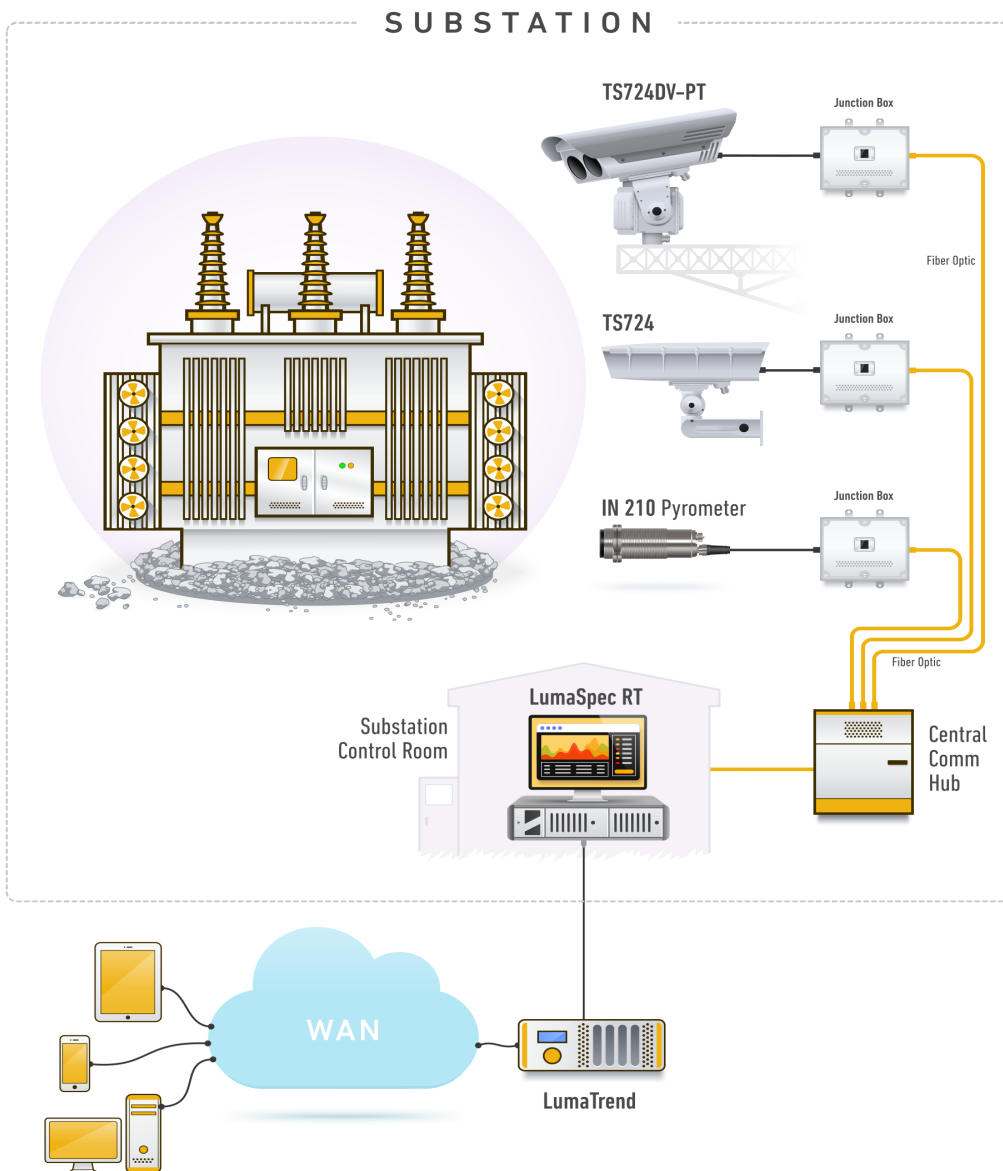 SUBSTATION
TS724DV-PT
Junction Box
Fiber Optic
TS724
Junction Box
IN 210 Pyrometer
Junction Box
Fiber Optic
LumaSpec RT
Substation
Control Room
Central
Comm
Hub
WAN
LumaTrend